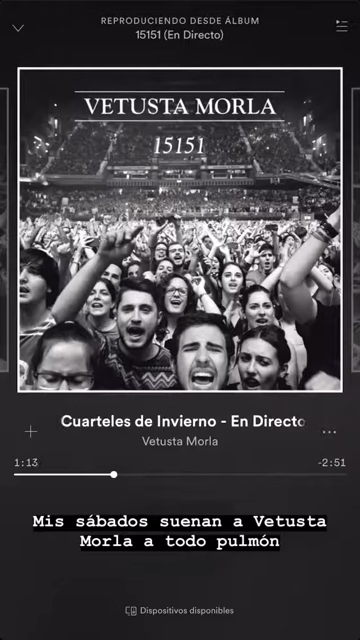 REPRODUCIENDO DESDE ÁLBUM
15151 (En Directo)
VETUSTA MORLA
15151
Cuarteles de Invierno - En Directo
Vetusta Morla
1:13
-2:51
Mis sábados suenan a Vetusta
Morla a todo pulmón
Dispositivos disponibles